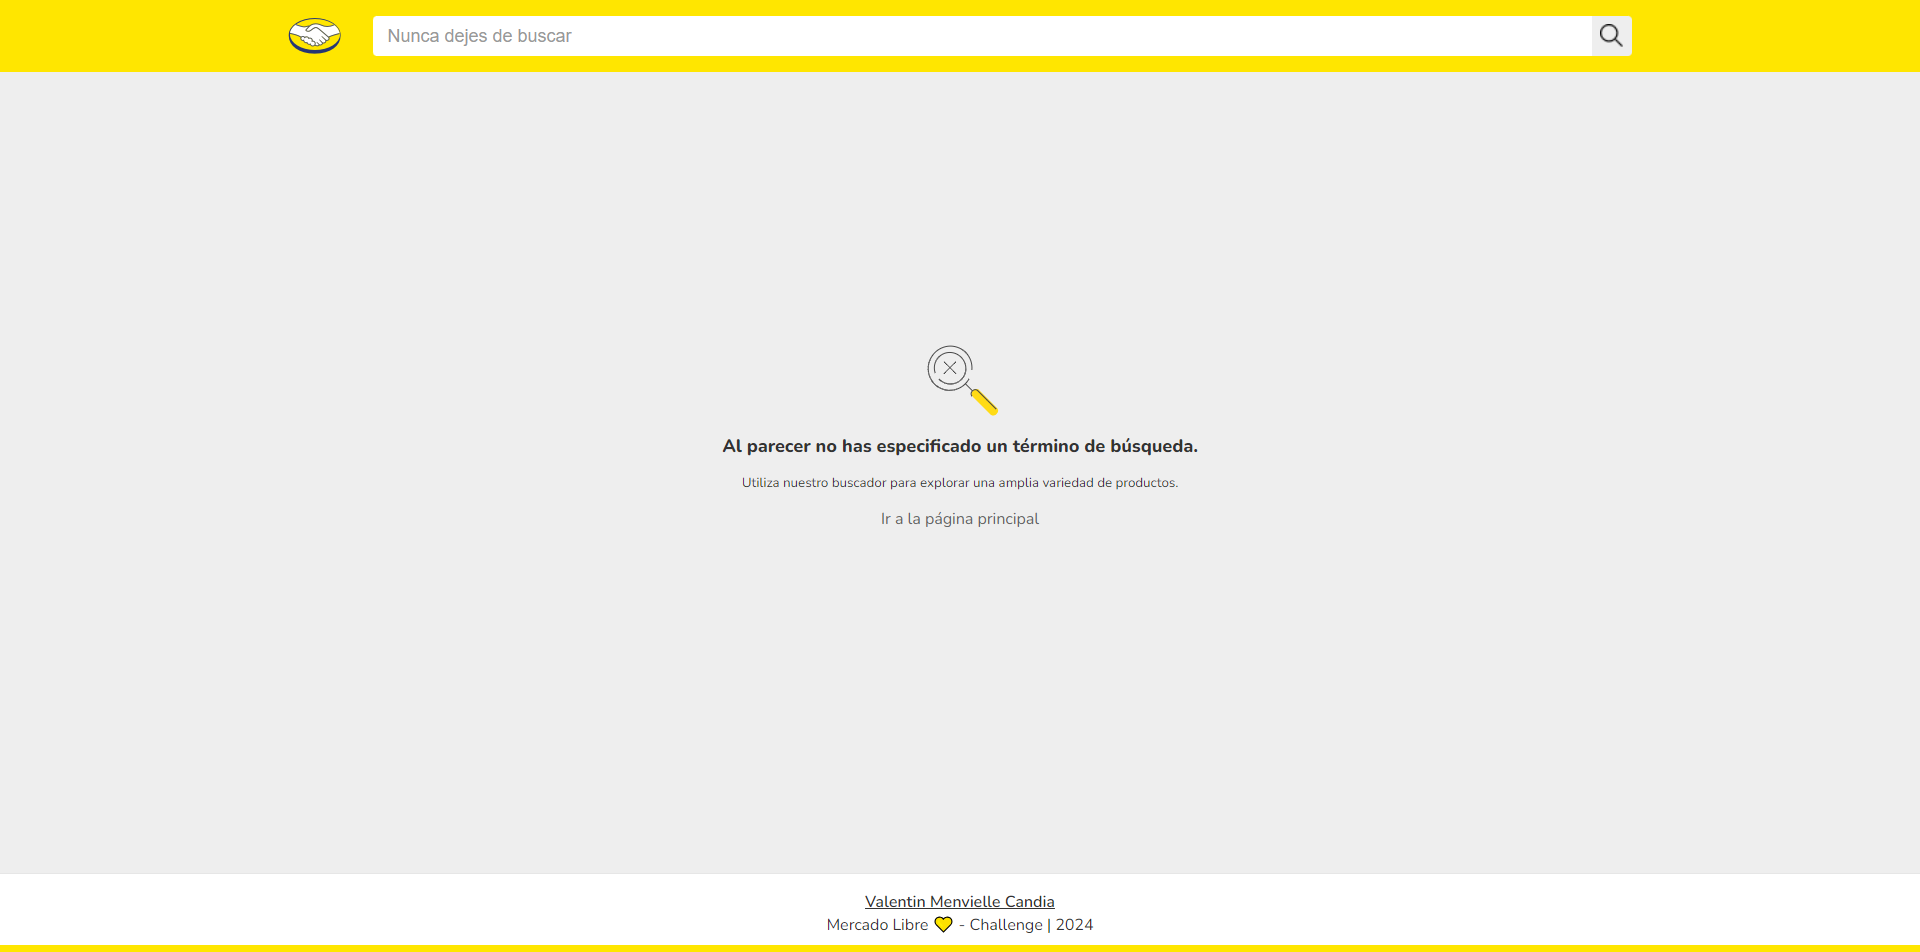 Nunca dejes de buscar
Al parecer no has especificado un término de búsqueda.
Utiliza nuestro buscador para explorar una amplia variedad de productos.
Ir a la página principal
Valentin Menvielle Candia
Mercado Libre 💛 - Challenge | 2024